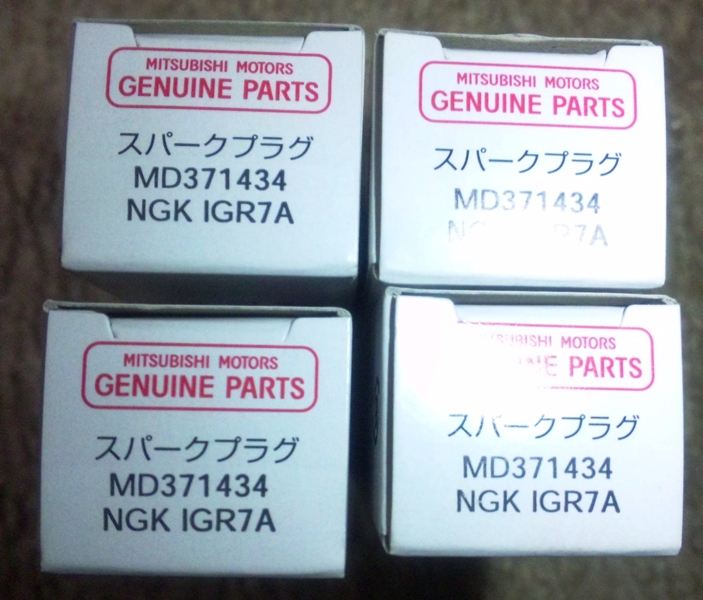 MITSUBISHI MOTORS
GENUINE PARTS
スパークプラグ
MD371434
NGK IGR7A
MITSUBISHI MOTORS
GENUINE PARTS
スパークプラグ
MD371434
MITSUBISHI MOTORS
GENUINE PARTS
スパークプラグ
MD371434
NGK IGR7A
MOTORS
PARTS
スパークプラグ
MD371434
NGK IGR7A